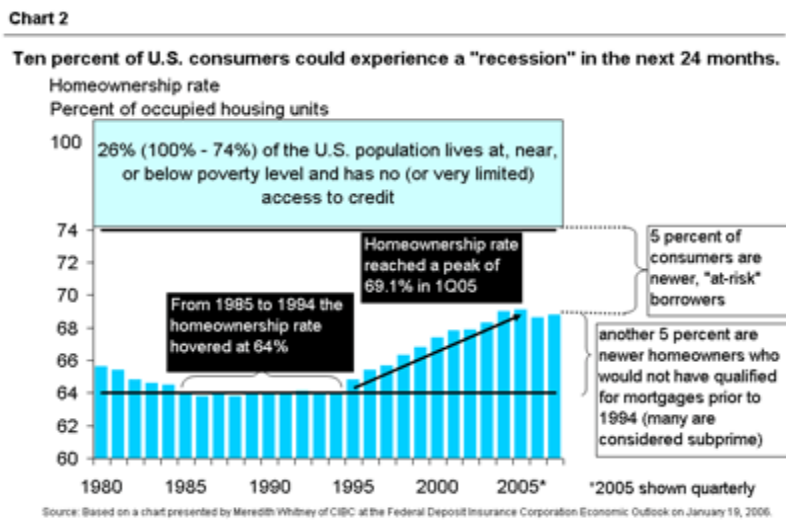 Chart 2
Ten percent of U.S. consumers could experience a "recession" in the next 24 months.
Homeownership rate
Percent of occupied housing units
100
26% (100% - 74%) of the U.S. population lives at, near,
or below poverty level and has no (or very limited)
access to credit
74
72
70
68
66
64
62
60
Homeownership rate
reached a peak of
69.1% in 1Q05
From 1985 to 1994 the
homeownership rate
hovered at 64%
5 percent of
consumers are
newer, "at-risk"
borrowers
another 5 percent are
newer homeowners who
would not have qualified
for mortgages prior to
1994 (many are
considered subprime)
1980 1985 1990 1995 2000 2005*
*2005 shown quarterly
Source: Based on a chart presented by Meredith Whitney of CIBC at the Federal Deposit Insurance Corporation Economic Outlook on January 19, 2006.